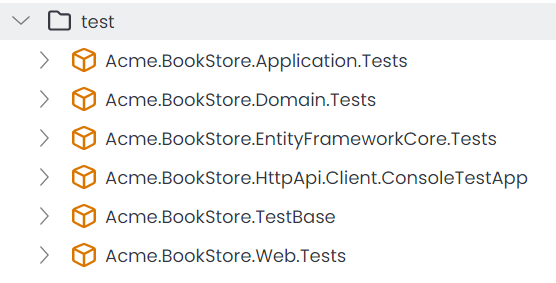 test
Acme.BookStore.Application.Tests
Acme.BookStore.Domain.Tests
Acme.BookStore.EntityFrameworkCore.Tests
Acme.BookStore.HttpApi.Client.ConsoleTestApp
Acme.BookStore.TestBase
Acme.BookStore.Web.Tests